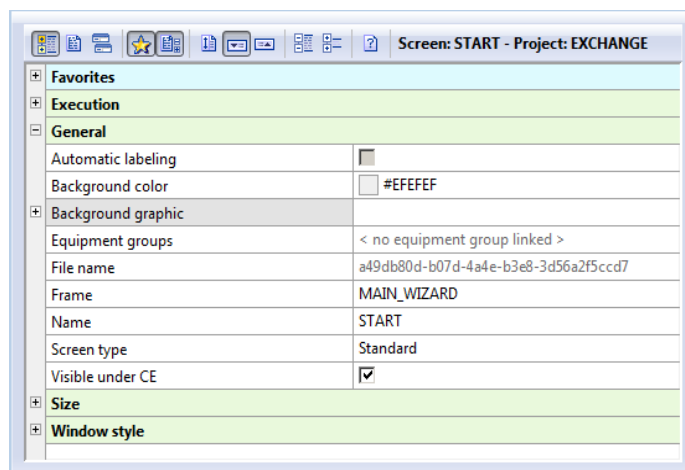 Screen: START - Project: EXCHANGE
Favorites
Execution
General
Automatic labeling
Background color #EFEFEF
Background graphic
Equipment groups < no equipment group linked >
File name a49db80d-b07d-4a4e-b3e8-3d56a2f5ccd7
Frame MAIN_WIZARD
Name START
Screen type Standard
Visible under CE
Size
Window style